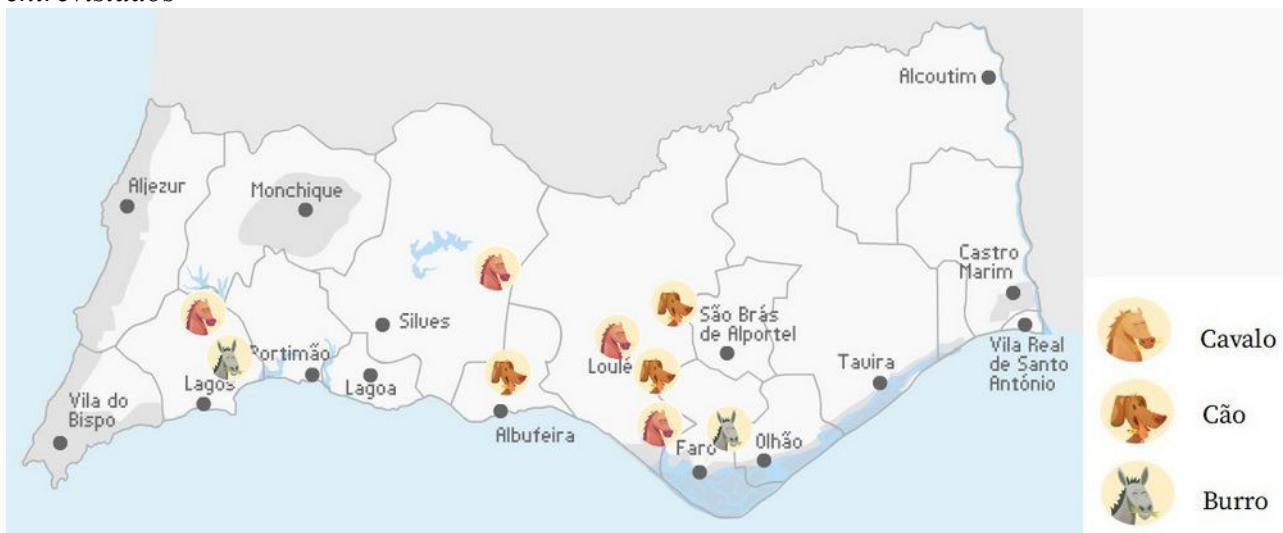 Alcoutim
Aljezur
Monchique
Castro
Marim
São Brás
de Alportel
Silves
Loulé
Portimão
Vila Real
de Santo
António
Tavira
Lagos
Lagoa
Vila do
Bispo
Albufeira
Faro
Olhão
Cavalo
Cão
Burro